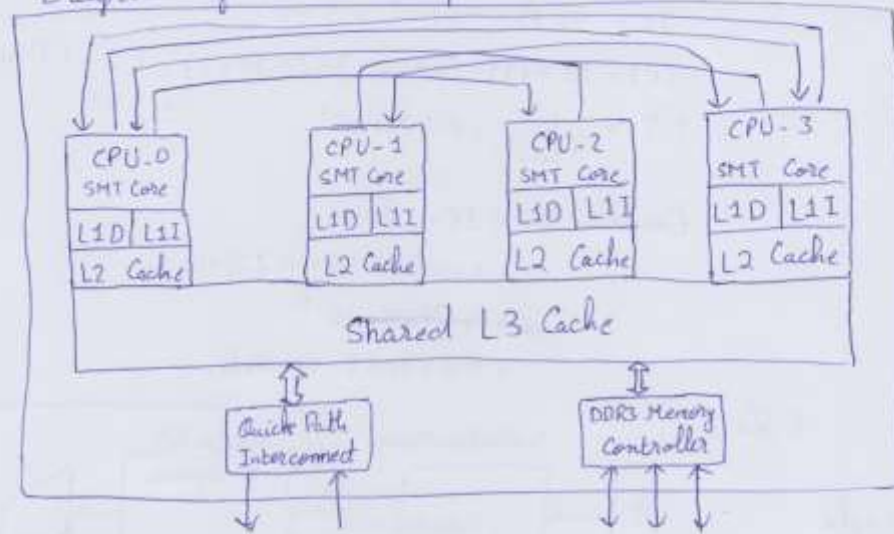 CPU-0
SMT Core
L1D L1I
L2 Cache
CPU-1
SMT Core
L1D L1I
L2 Cache
CPU-2
SMT Core
L1D L1I
L2 Cache
CPU-3
SMT Core
L1D L1I
L2 Cache
Shared L3 Cache
Quick Path
Interconnect
DDR3 Memory
Controller